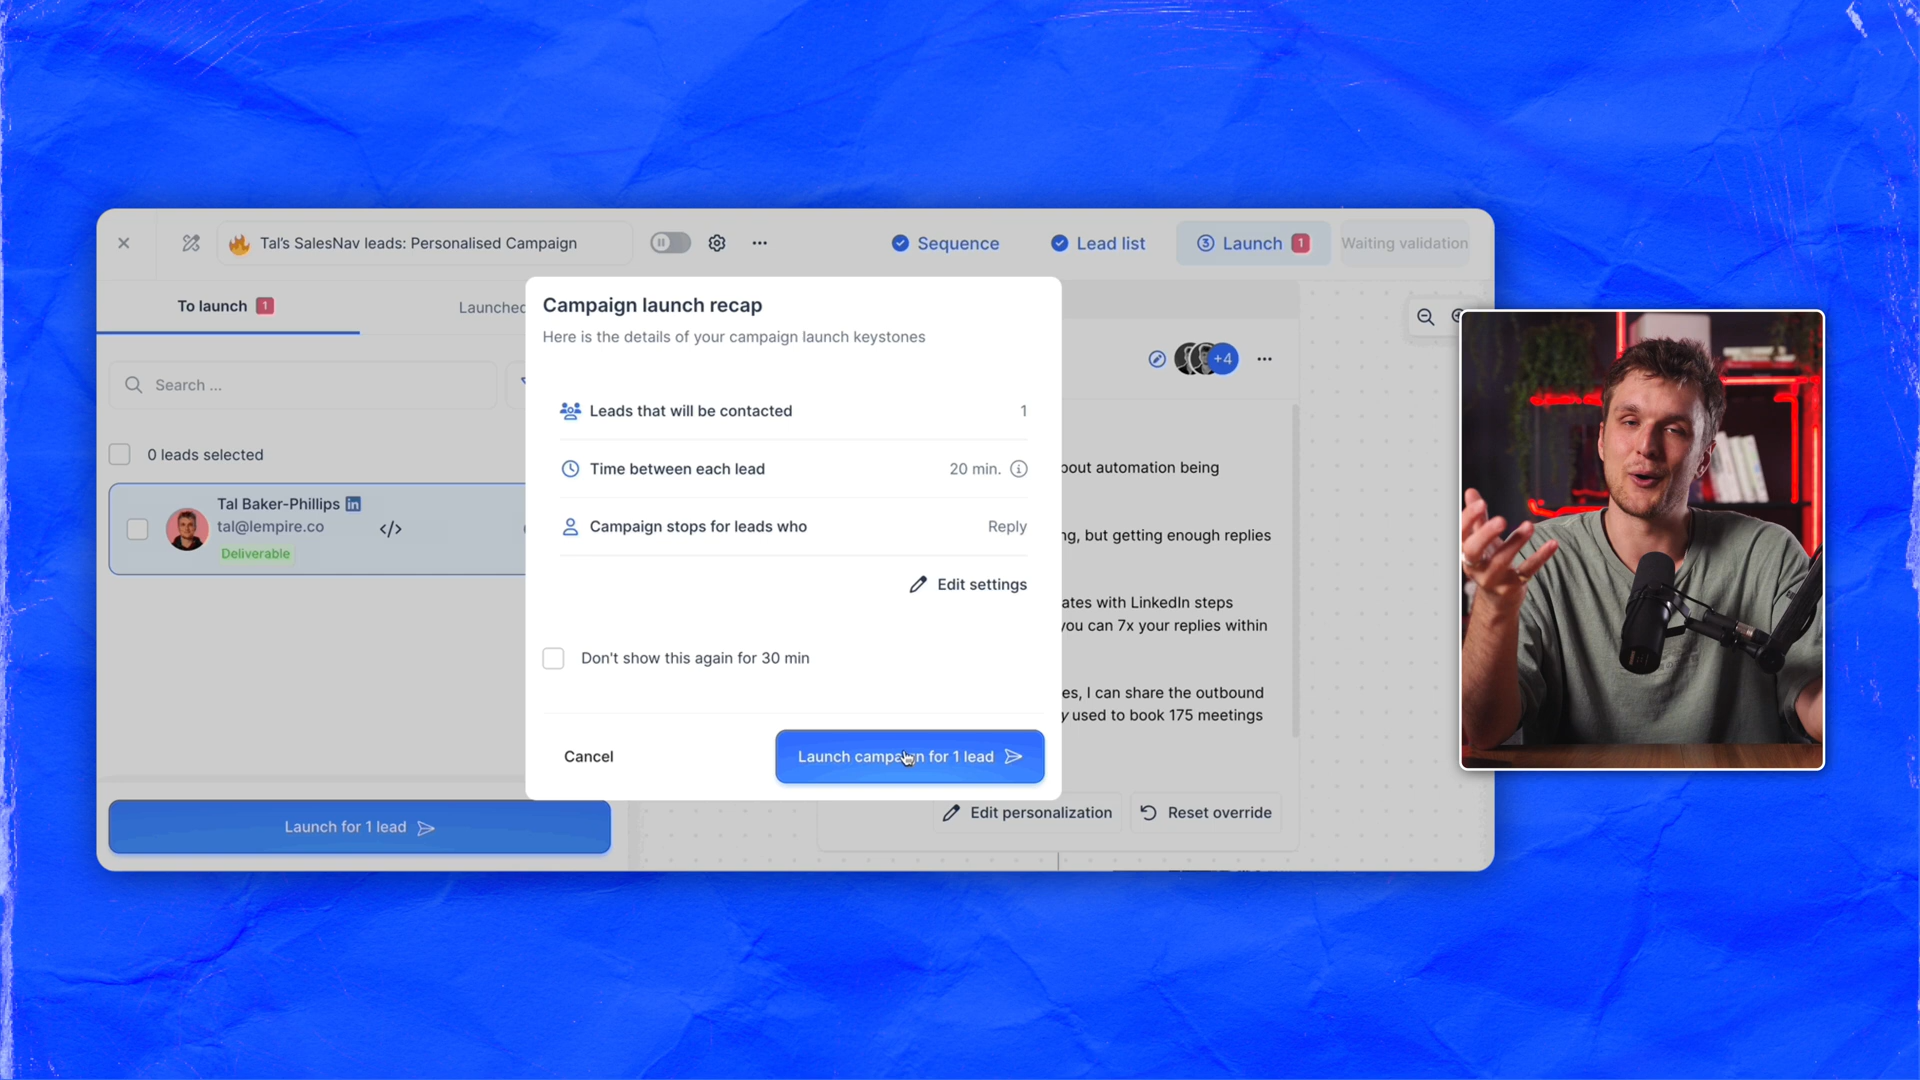 Tal's SalesNav leads: Personalised Campaign
Sequence
Lead list
3 Launch 1
Waiting validation
To launch 1
Launched
Search ...
0 leads selected
Tal Baker-Phillips in
tal@lempire.co
</>
Deliverable
Launch for 1 lead
Campaign launch recap
Here is the details of your campaign launch keystones
Leads that will be contacted 1
Time between each lead 20 min.
Campaign stops for leads who Reply
Edit settings
Don't show this again for 30 min
Cancel
Launch campaign for 1 lead
+4
about automation being
but getting enough replies
with LinkedIn steps
you can 7x your replies within
I can share the outbound
used to book 175 meetings
Edit personalization
Reset override